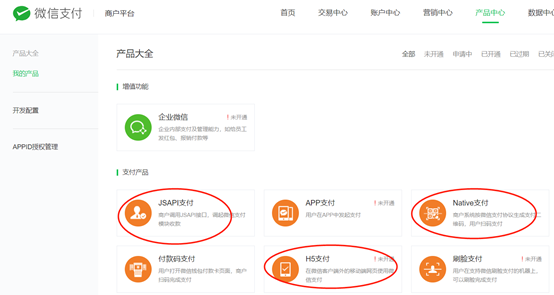 微信支付 商户平台
首页 交易中心 账户中心 营销中心 产品中心 数据中心
产品大全
我的产品
开发配置
APPID授权管理
产品大全
全部 未开通 申请中 已开通 已过期 已关
增值功能
企业微信 !未开通
企业内部支付及管理能力，如给员工
发红包、报销付款等
支付产品
JSAPI支付
商户调用JSAPI接口，调起微信支付
模块收款
APP支付 !未开通
用户在APP中发起支付
Native支付 !未开通
商户系统按微信支付协议生成支付二
维码，用户扫码支付
付款码支付
用户打开微信钱包付款卡页面，商户
扫码完成支付
H5支付 !未开通
在微信客户端外的移动端网页使用微
信支付
刷脸支付 !未开通
用户在支持微信刷脸支付的机器上，
可以刷脸完成支付